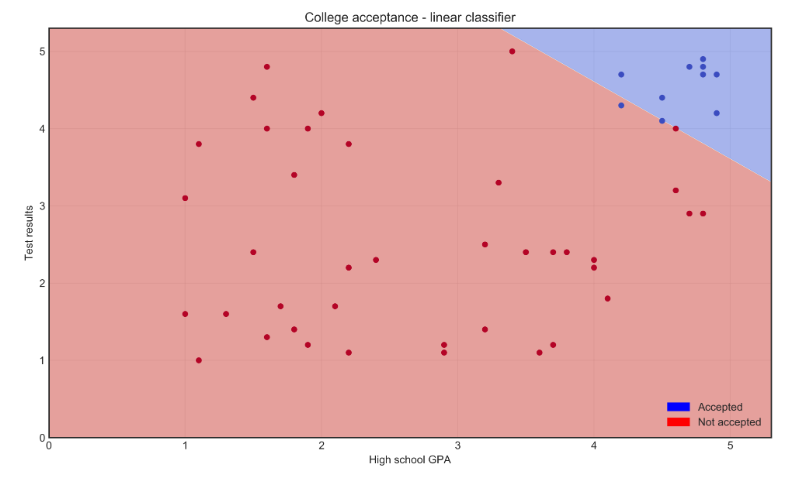 College acceptance - linear classifier
5
4
3
2
1
0
Test results
0 1 2 3 4 5
High school GPA
Accepted
Not accepted